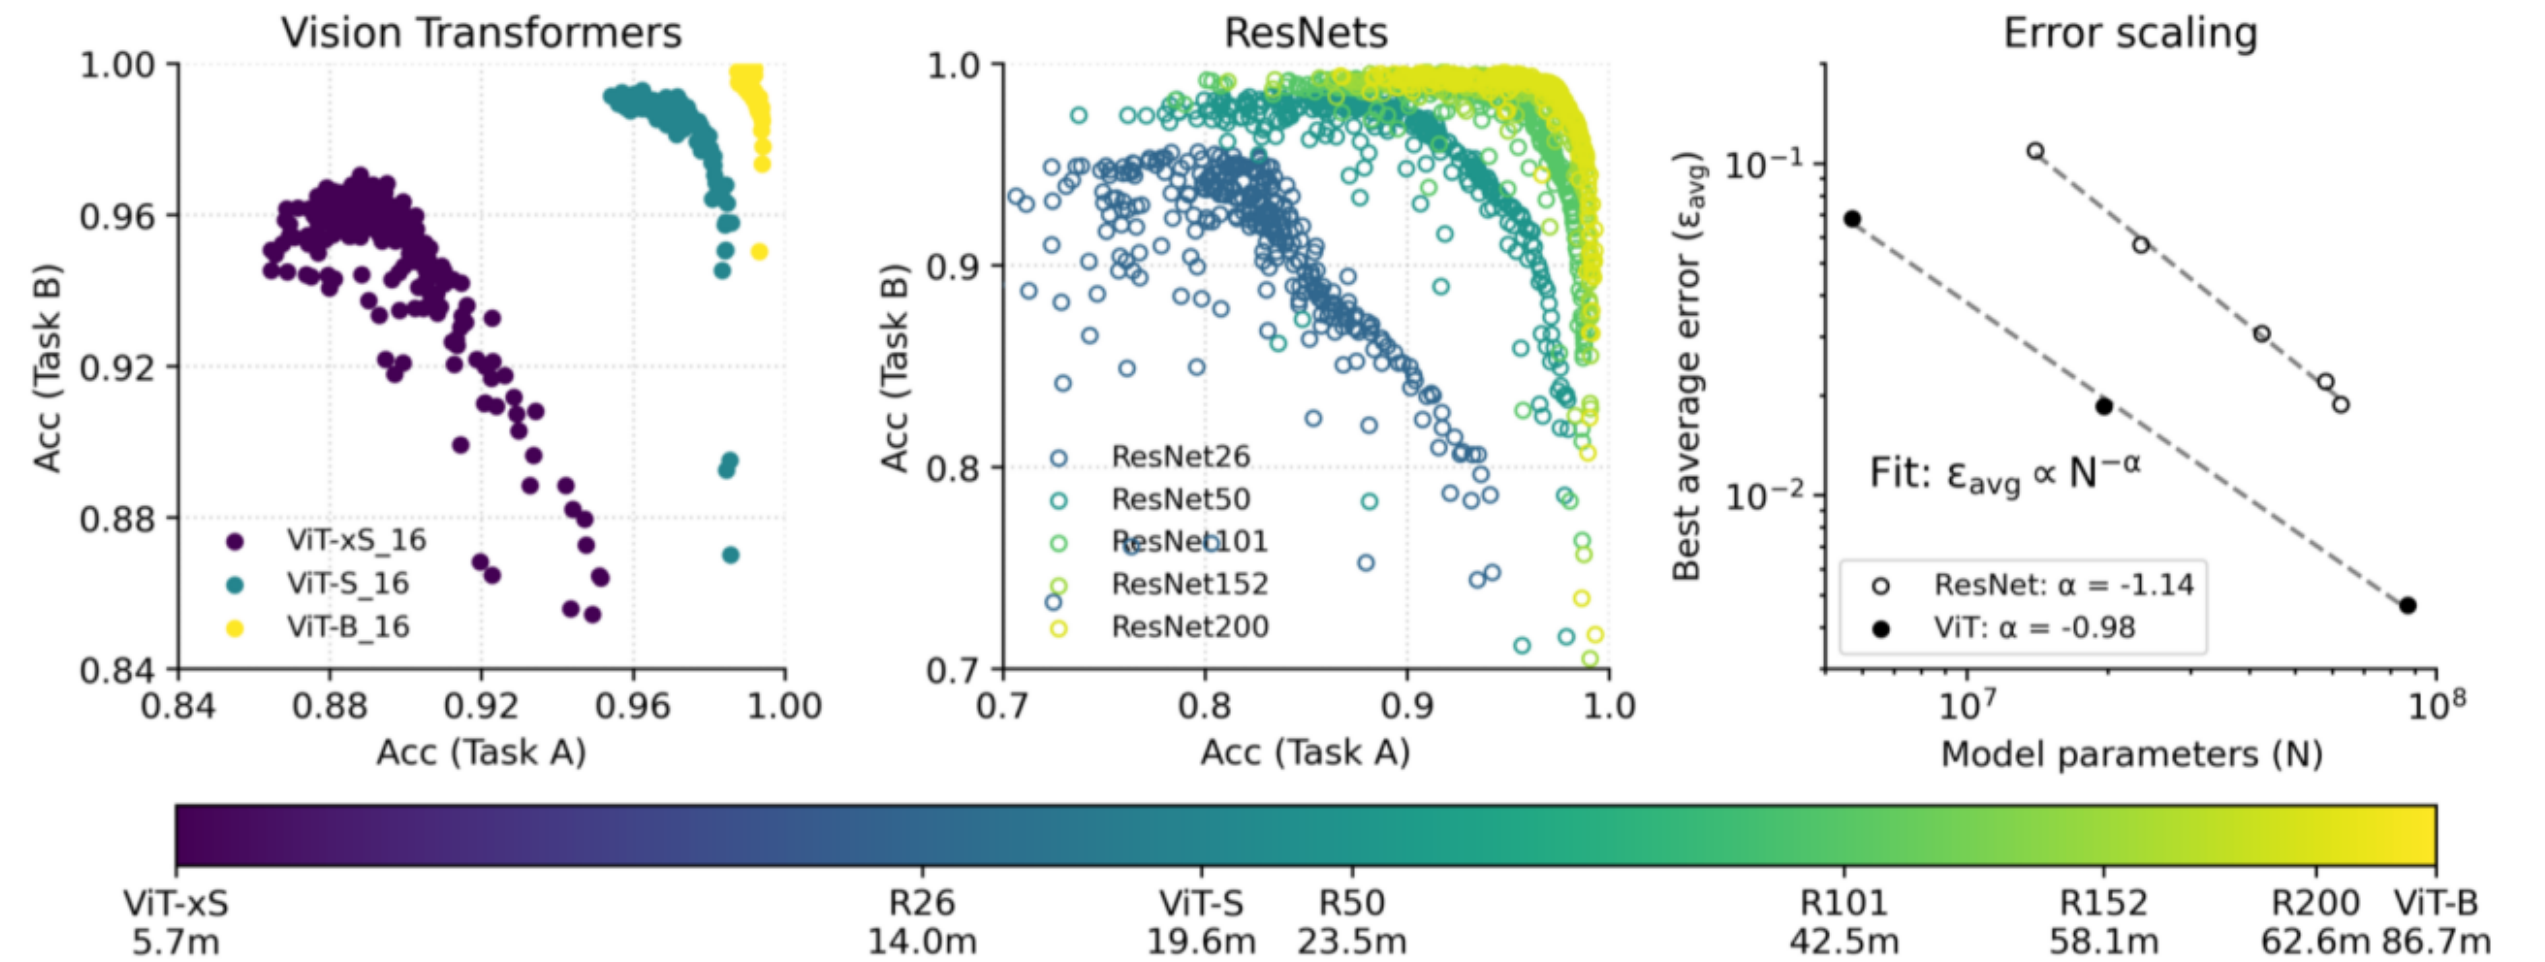 Vision Transformers
1.00
0.96
0.92
0.88
0.84
Acc (Task B)
ViT-xS_16
ViT-S_16
ViT-B_16
0.84 0.88 0.92 0.96 1.00
Acc (Task A)
ResNets
1.0
0.9
0.8
0.7
Acc (Task B)
ResNet26
ResNet50
ResNet101
ResNet152
ResNet200
0.7 0.8 0.9 1.0
Acc (Task A)
Error scaling
10⁻¹
10⁻²
Best average error (ε_avg)
Fit: ε_avg ∝ N^−α
ResNet: α = -1.14
ViT: α = -0.98
10⁷ 10⁸
Model parameters (N)
ViT-xS R26 ViT-S R50 R101 R152 R200 ViT-B
5.7m 14.0m 19.6m 23.5m 42.5m 58.1m 62.6m 86.7m